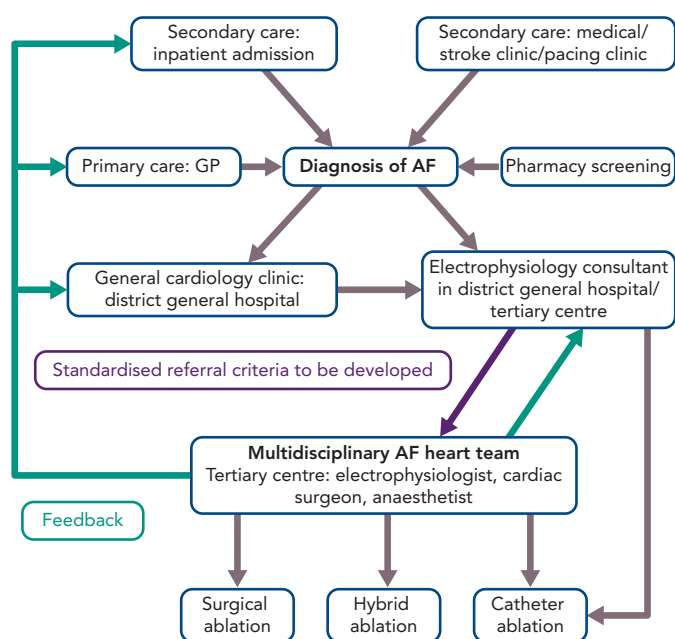 Secondary care:
inpatient admission
Secondary care: medical/
stroke clinic/pacing clinic
Primary care: GP
Diagnosis of AF
Pharmacy screening
General cardiology clinic:
district general hospital
Electrophysiology consultant
in district general hospital/
tertiary centre
Standardised referral criteria to be developed
Multidisciplinary AF heart team
Tertiary centre: electrophysiologist, cardiac
surgeon, anaesthetist
Feedback
Surgical
ablation
Hybrid
ablation
Catheter
ablation